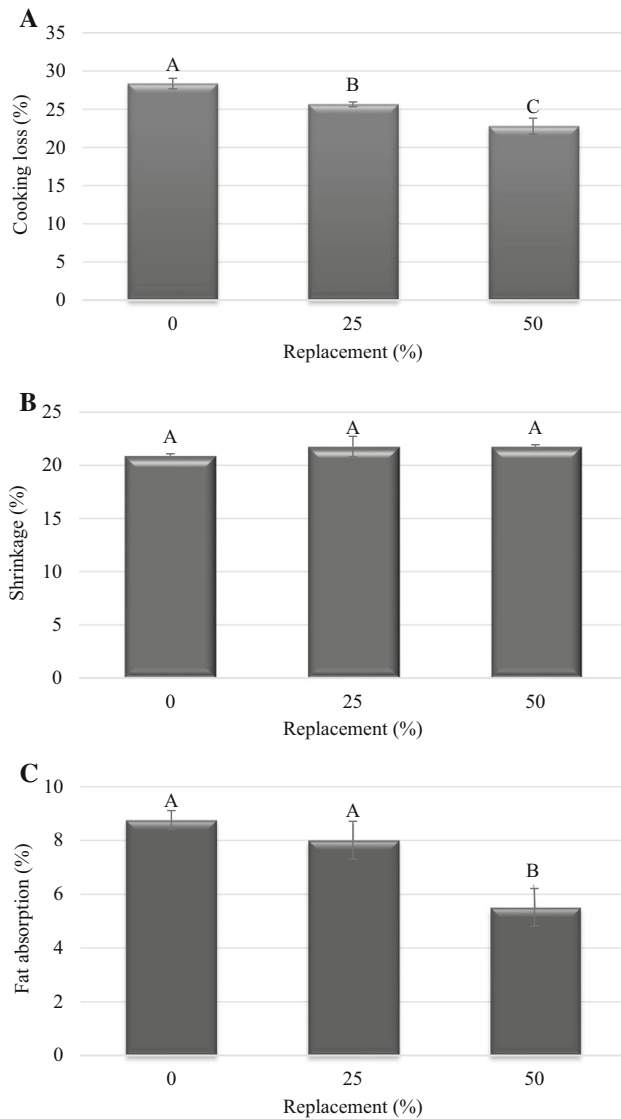 A
35
30
25
20
15
10
5
0
Cooking loss (%)
A
B
C
0 25 50
Replacement (%)
B
25
20
15
10
5
0
Shrinkage (%)
A A A
0 25 50
Replacement (%)
C
10
8
6
4
2
0
Fat absorption (%)
A
A
B
0 25 50
Replacement (%)